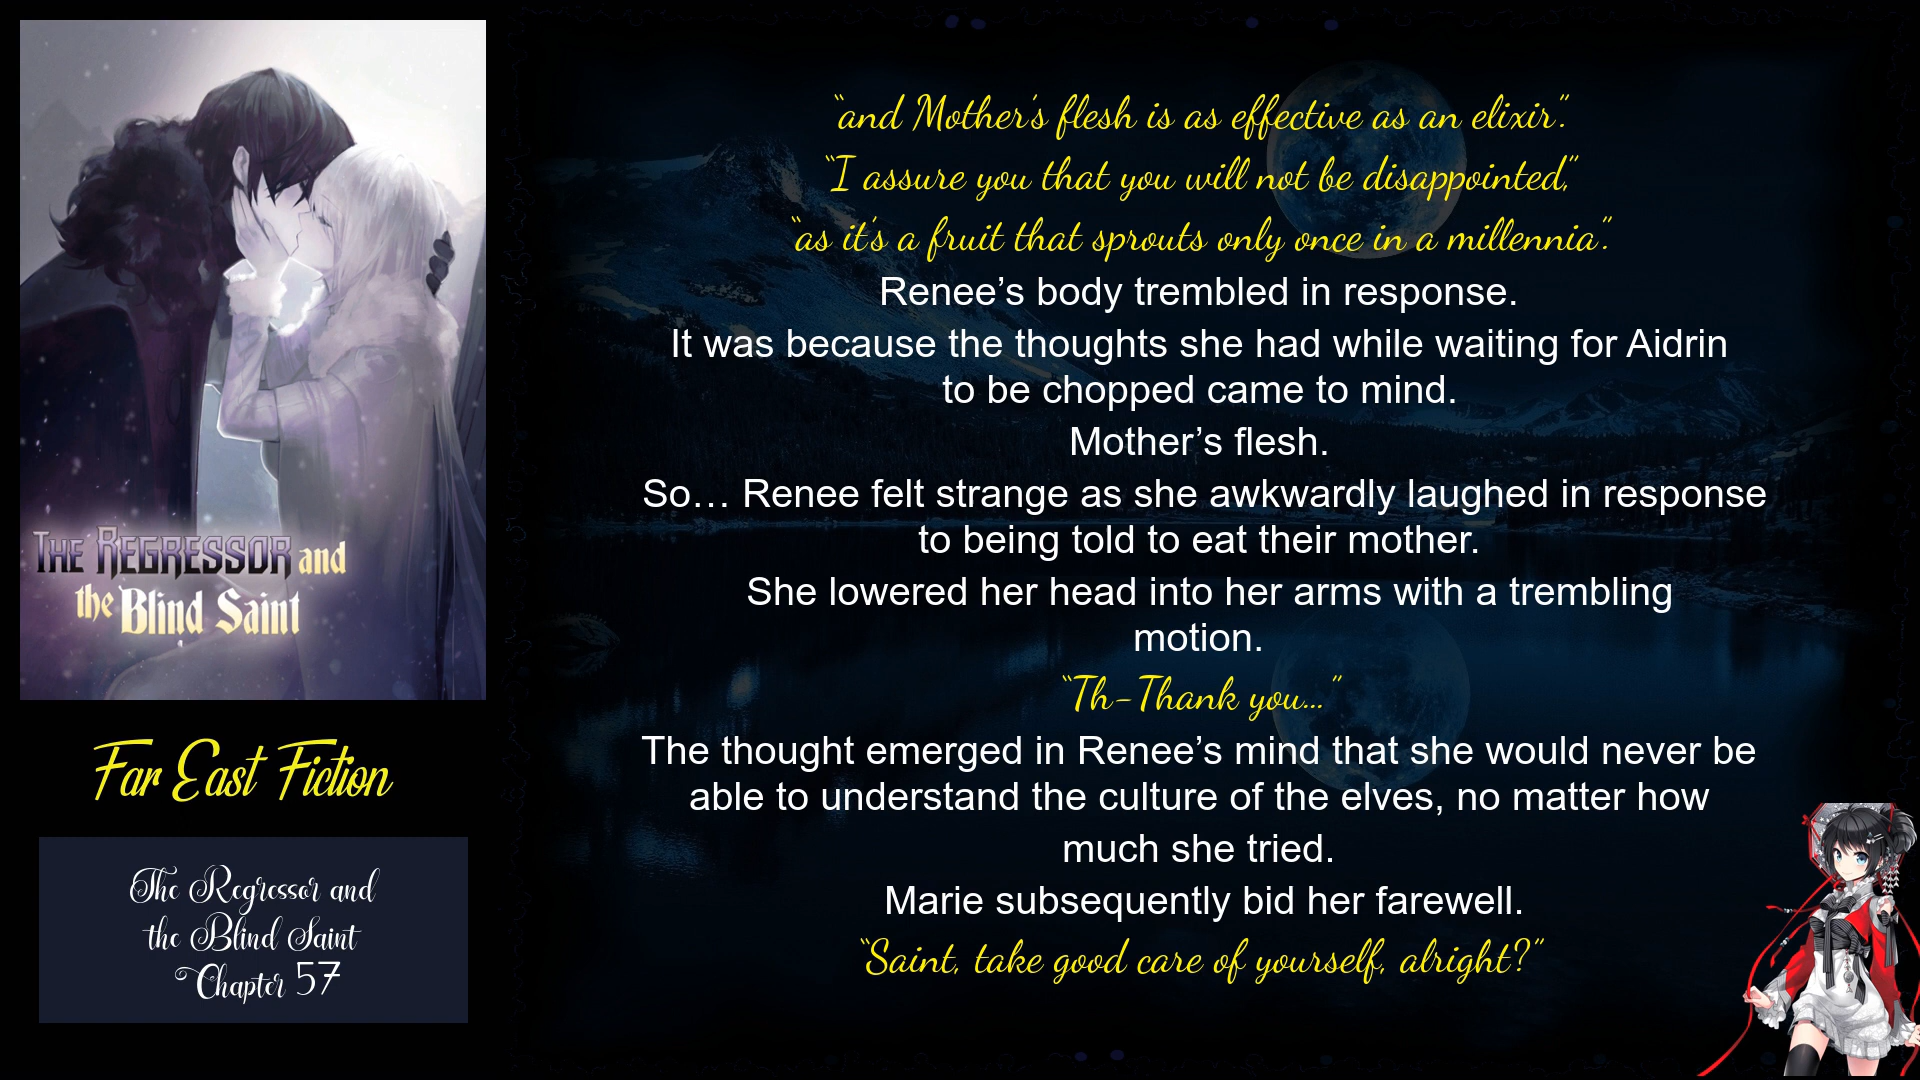 THE REGRESSOR and
the Blind Saint
Far East Fiction
The Regressor and
the Blind Saint
Chapter 57
“and Mother’s flesh is as effective as an elixir”.
“I assure you that you will not be disappointed,”
“as it’s a fruit that sprouts only once in a millennia”.
Renee’s body trembled in response.
It was because the thoughts she had while waiting for Aidrin
to be chopped came to mind.
Mother’s flesh.
So… Renee felt strange as she awkwardly laughed in response
to being told to eat their mother.
She lowered her head into her arms with a trembling
motion.
“Th-Thank you…”
The thought emerged in Renee’s mind that she would never be
able to understand the culture of the elves, no matter how
much she tried.
Marie subsequently bid her farewell.
“Saint, take good care of yourself, alright?”